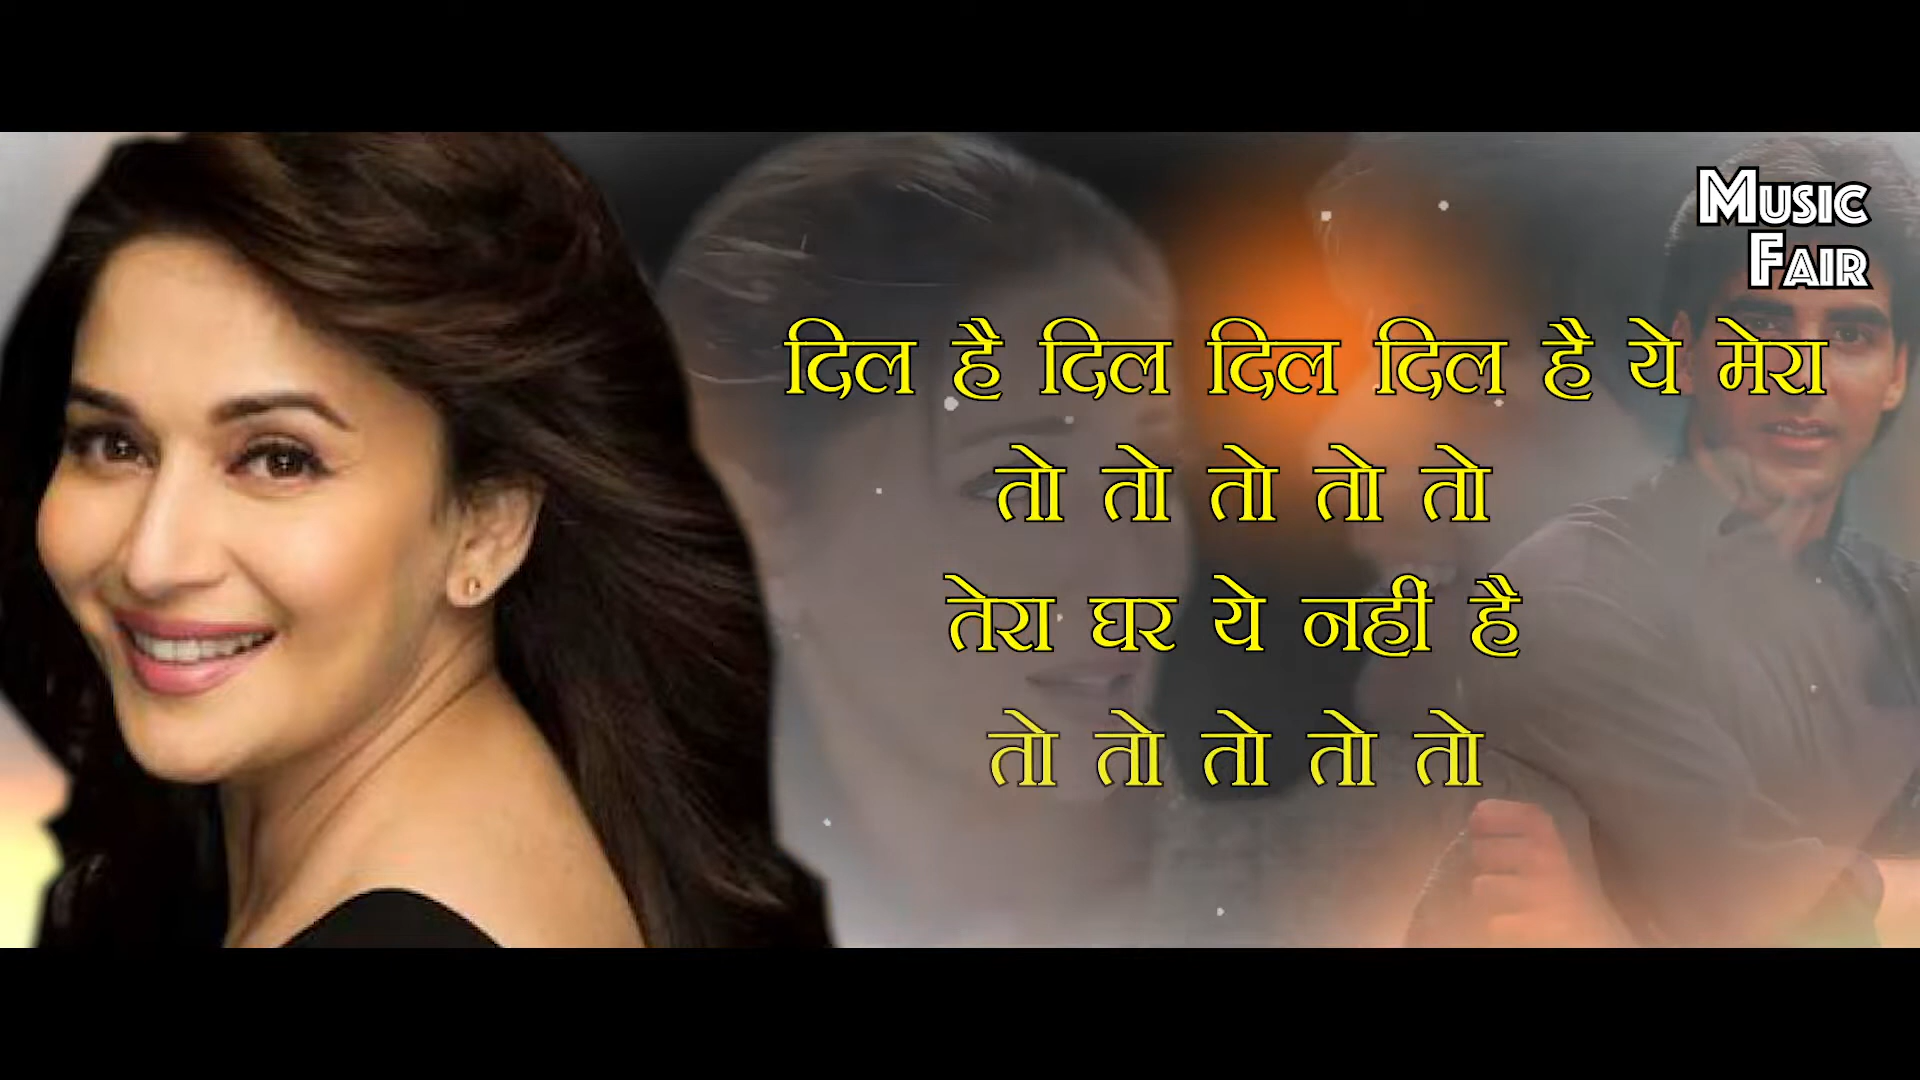 MUSIC
FAIR
दिल है दिल दिल दिल है ये मेरा
तो तो तो तो तो
तेरा घर ये नहीं है
तो तो तो तो तो